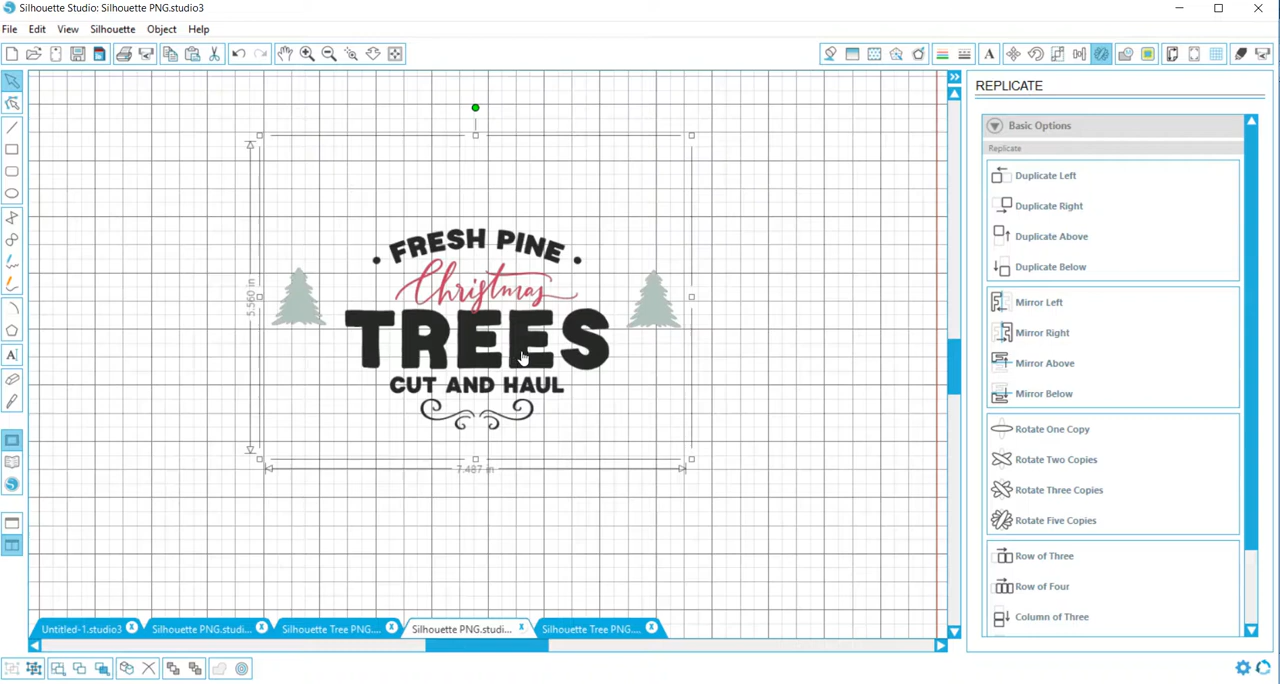 Silhouette Studio: Silhouette PNG.studio3
File Edit View Silhouette Object Help
REPLICATE
Basic Options
Replicate
Duplicate Left
Duplicate Right
Duplicate Above
Duplicate Below
Mirror Left
Mirror Right
Mirror Above
Mirror Below
Rotate One Copy
Rotate Two Copies
Rotate Three Copies
Rotate Five Copies
Row of Three
Row of Four
Column of Three
5.560 in
FRESH PINE
Christmas
TREES
CUT AND HAUL
7.487 in
Untitled-1.studio3 Silhouette PNG.studi... Silhouette Tree PNG.... Silhouette PNG.studi... Silhouette Tree PNG....